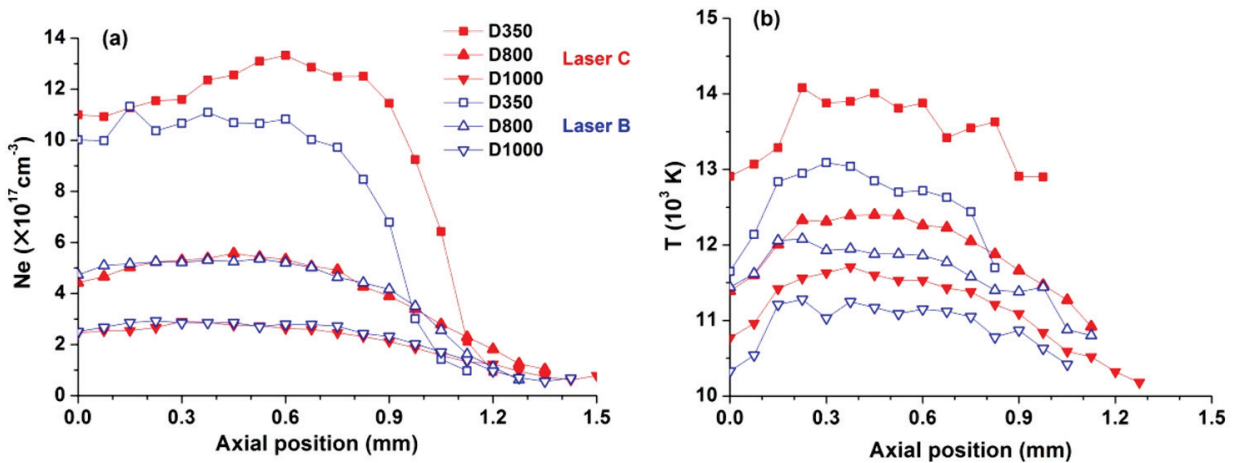 (a)
14
12
10
8
6
4
2
0
Ne (×10¹⁷cm⁻³)
0.0 0.3 0.6 0.9 1.2 1.5
Axial position (mm)
D350
D800 Laser C
D1000
D350
D800 Laser B
D1000
(b)
15
14
13
12
11
10
T (10³ K)
0.0 0.3 0.6 0.9 1.2 1.5
Axial position (mm)